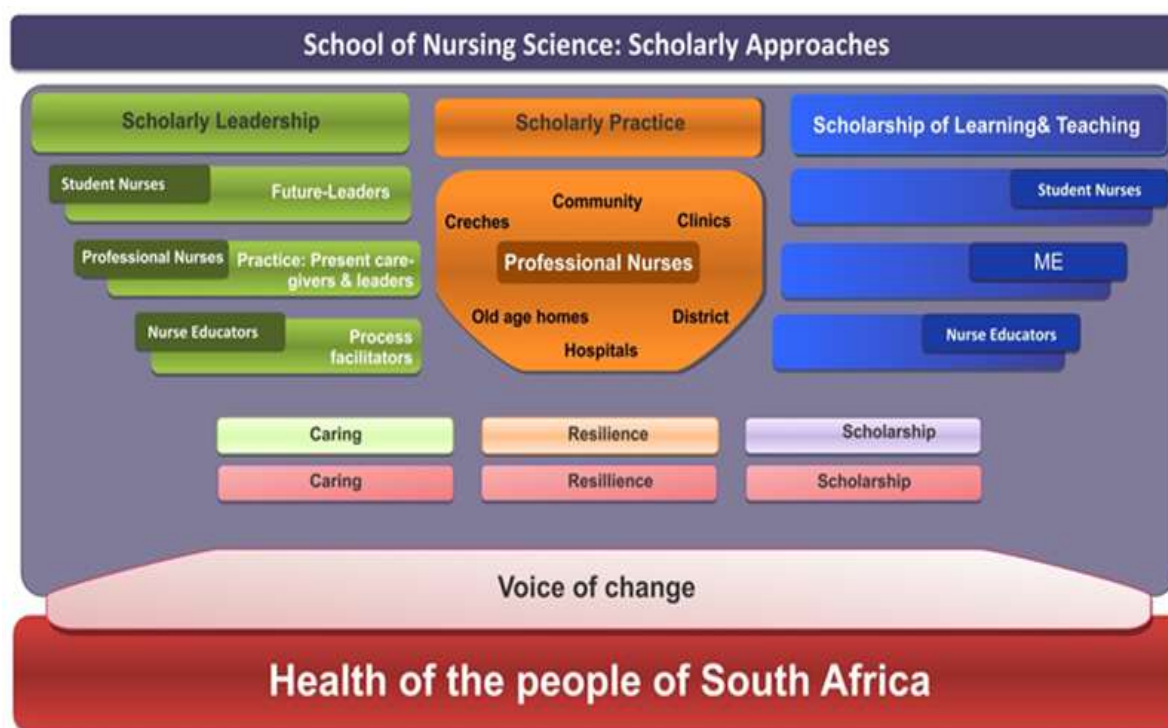 School of Nursing Science: Scholarly Approaches
Scholarly Leadership
Student Nurses
Future-Leaders
Professional Nurses
Practice: Present care-
givers & leaders
Nurse Educators
Process
facilitators
Scholarly Practice
Community
Creches
Clinics
Professional Nurses
Old age homes
District
Hospitals
Scholarship of Learning& Teaching
Student Nurses
ME
Nurse Educators
Caring
Resilience
Scholarship
Caring
Resillience
Scholarship
Voice of change
Health of the people of South Africa